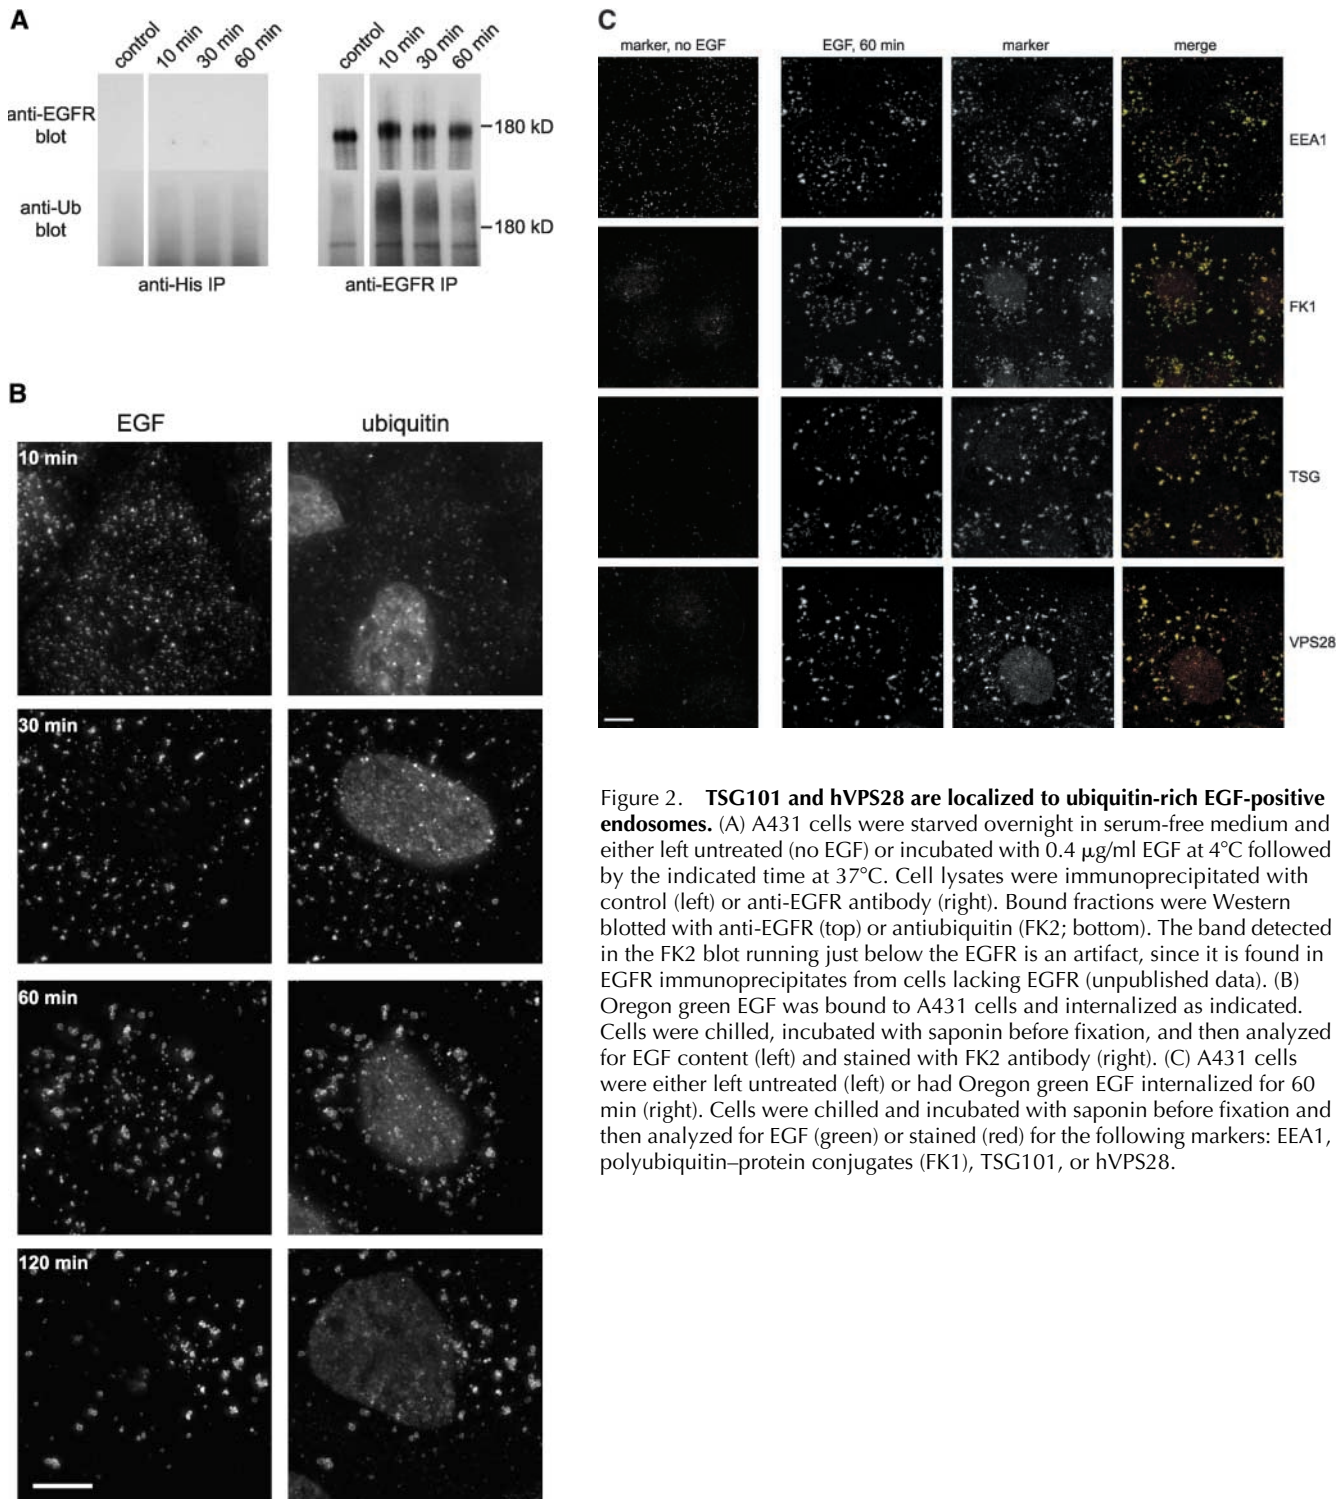 A
control
10 min
30 min
60 min
control
10 min
30 min
60 min
anti-EGFR
blot
180 kD
anti-Ub
blot
180 kD
anti-His IP
anti-EGFR IP
B
EGF
ubiquitin
10 min
30 min
60 min
120 min
C
marker, no EGF
EGF, 60 min
marker
merge
EEA1
FK1
TSG
VPS28
Figure 2. TSG101 and hVPS28 are localized to ubiquitin-rich EGF-positive
endosomes. (A) A431 cells were starved overnight in serum-free medium and
either left untreated (no EGF) or incubated with 0.4 μg/ml EGF at 4°C followed
by the indicated time at 37°C. Cell lysates were immunoprecipitated with
control (left) or anti-EGFR antibody (right). Bound fractions were Western
blotted with anti-EGFR (top) or antiubiquitin (FK2; bottom). The band detected
in the FK2 blot running just below the EGFR is an artifact, since it is found in
EGFR immunoprecipitates from cells lacking EGFR (unpublished data). (B)
Oregon green EGF was bound to A431 cells and internalized as indicated.
Cells were chilled, incubated with saponin before fixation, and then analyzed
for EGF content (left) and stained with FK2 antibody (right). (C) A431 cells
were either left untreated (left) or had Oregon green EGF internalized for 60
min (right). Cells were chilled and incubated with saponin before fixation and
then analyzed for EGF (green) or stained (red) for the following markers: EEA1,
polyubiquitin–protein conjugates (FK1), TSG101, or hVPS28.